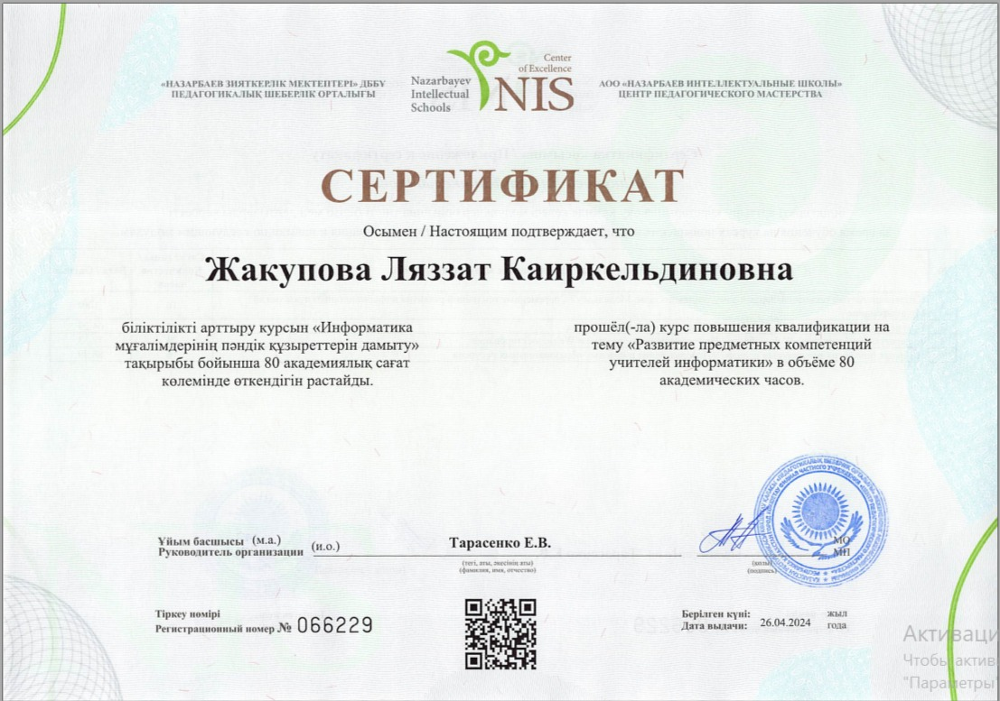 «НАЗАРБАЕВ ЗИЯТКЕРЛІК МЕКТЕПТЕРІ» ДББҰ
ПЕДАГОГИКАЛЫҚ ШЕБЕРЛІК ОРТАЛЫҒЫ
Nazarbayev
Intellectual
Schools
Center
of Excellence
NIS
АОО «НАЗАРБАЕВ ИНТЕЛЛЕКТУАЛЬНЫЕ ШКОЛЫ»
ЦЕНТР ПЕДАГОГИЧЕСКОГО МАСТЕРСТВА
СЕРТИФИКАТ
Осымен / Настоящим подтверждает, что
Жакупова Ляззат Каиркельдиновна
біліктілікті арттыру курсын «Информатика
мұғалімдерінің пәндік құзыреттерін дамыту»
тақырыбы бойынша 80 академиялық сағат
көлемінде өткендігін растайды.
прошёл(-ла) курс повышения квалификации на
тему «Развитие предметных компетенций
учителей информатики» в объёме 80
академических часов.
Ұйым басшысы (м.а.)
Руководитель организации (и.о.)
Тарасенко Е.В.
(тегі, аты, әкесінің аты)
(фамилия, имя, отчество)
(қолы)
(подпись)
МО
МП
Тіркеу нөмірі
Регистрационный номер № 066229
Берілген күні:
Дата выдачи: 26.04.2024
жыл
года
Активаци
Чтобы актив
"Параметры